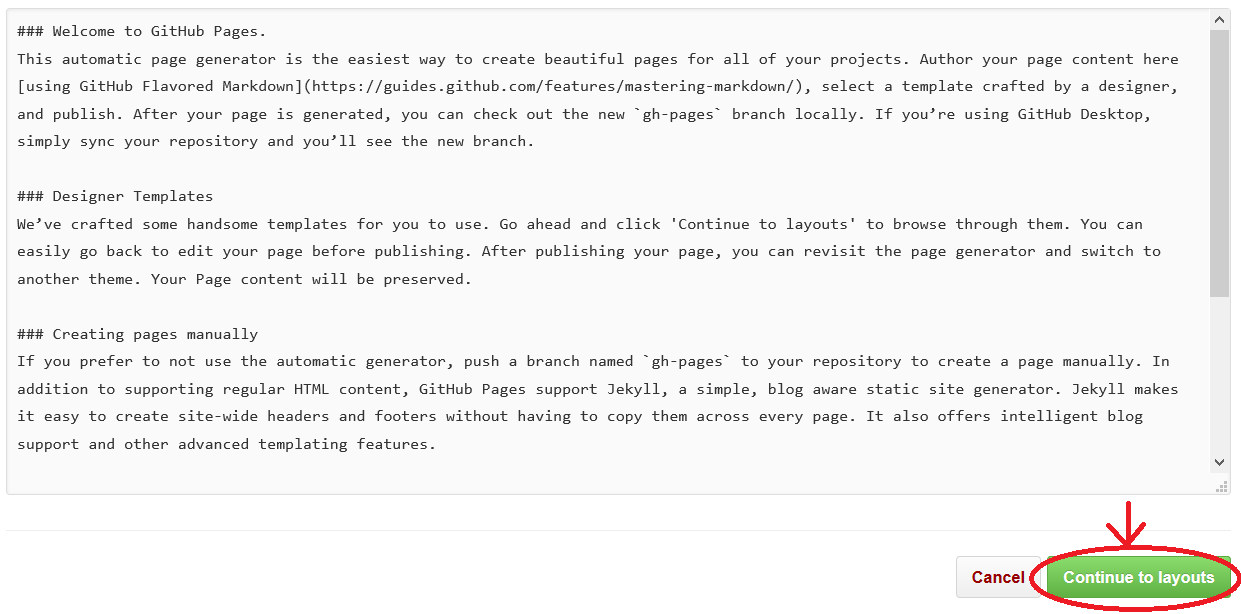 ### Welcome to GitHub Pages.
This automatic page generator is the easiest way to create beautiful pages for all of your projects. Author your page content here
[using GitHub Flavored Markdown](https://guides.github.com/features/mastering-markdown/), select a template crafted by a designer,
and publish. After your page is generated, you can check out the new `gh-pages` branch locally. If you’re using GitHub Desktop,
simply sync your repository and you’ll see the new branch.
### Designer Templates
We’ve crafted some handsome templates for you to use. Go ahead and click 'Continue to layouts' to browse through them. You can
easily go back to edit your page before publishing. After publishing your page, you can revisit the page generator and switch to
another theme. Your Page content will be preserved.
### Creating pages manually
If you prefer to not use the automatic generator, push a branch named `gh-pages` to your repository to create a page manually. In
addition to supporting regular HTML content, GitHub Pages support Jekyll, a simple, blog aware static site generator. Jekyll makes
it easy to create site-wide headers and footers without having to copy them across every page. It also offers intelligent blog
support and other advanced templating features.
Cancel Continue to layouts